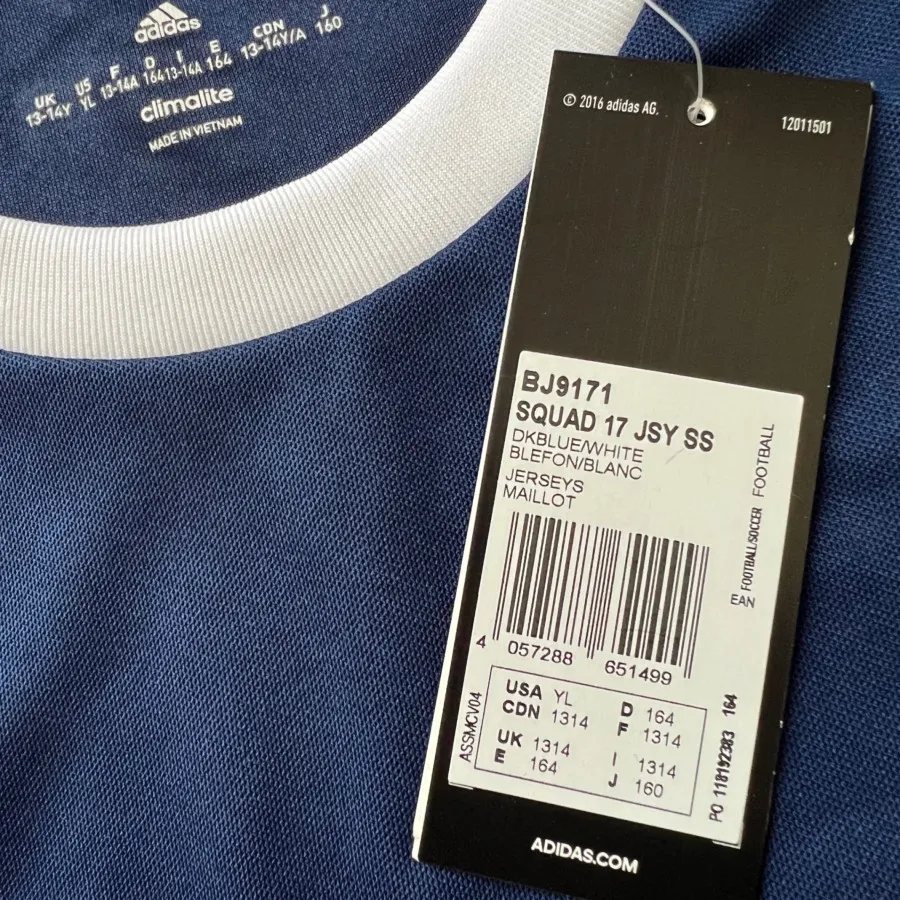 adidas
UK US F D I E CDN J
13-14Y YL 13-14A 164 13-14A 164 13-14Y/A 160
climalite
MADE IN VIETNAM
© 2016 adidas AG.
12011501
BJ9171
SQUAD 17 JSY SS
DKBLUE/WHITE
BLEFON/BLANC
JERSEYS
MAILLOT
FOOTBALL/SOCCER FOOTBALL
EAN
4 057288 651499
ASSMCV04
USA YL D 164
CDN 1314 F 1314
UK 1314 I 1314
E 164 J 160
PO 118192383 164
ADIDAS.COM